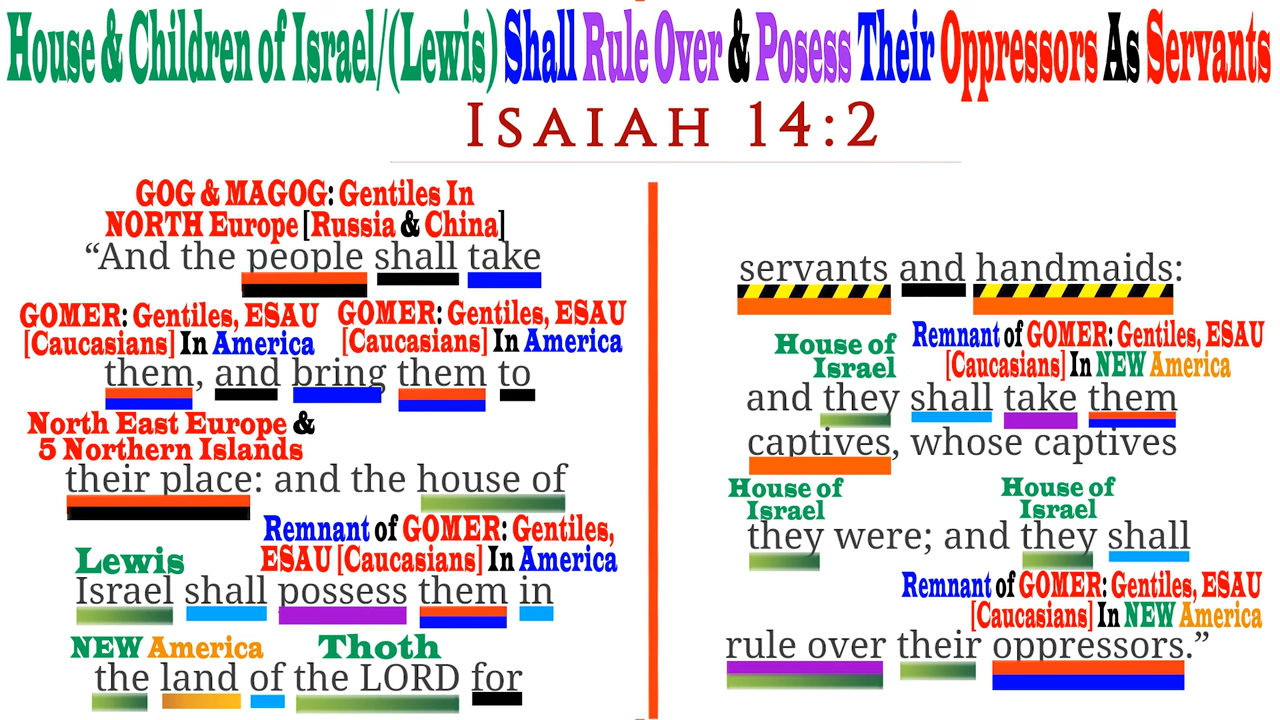 House & Children of Israel/(Lewis) Shall Rule Over & Posess Their Oppressors As Servants
Isaiah 14:2
GOG & MAGOG: Gentiles In
NORTH Europe [Russia & China]
“And the people shall take
GOMER: Gentiles, ESAU GOMER: Gentiles, ESAU
[Caucasians] In America [Caucasians] In America
them, and bring them to
North East Europe &
5 Northern Islands
their place: and the house of
Remnant of GOMER: Gentiles,
Lewis ESAU [Caucasians] In America
Israel shall possess them in
NEW America Thoth
the land of the LORD for
servants and handmaids:
House of Remnant of GOMER: Gentiles, ESAU
Israel [Caucasians] In NEW America
and they shall take them
captives, whose captives
House of House of
Israel Israel
they were; and they shall
Remnant of GOMER: Gentiles, ESAU
[Caucasians] In NEW America
rule over their oppressors.”